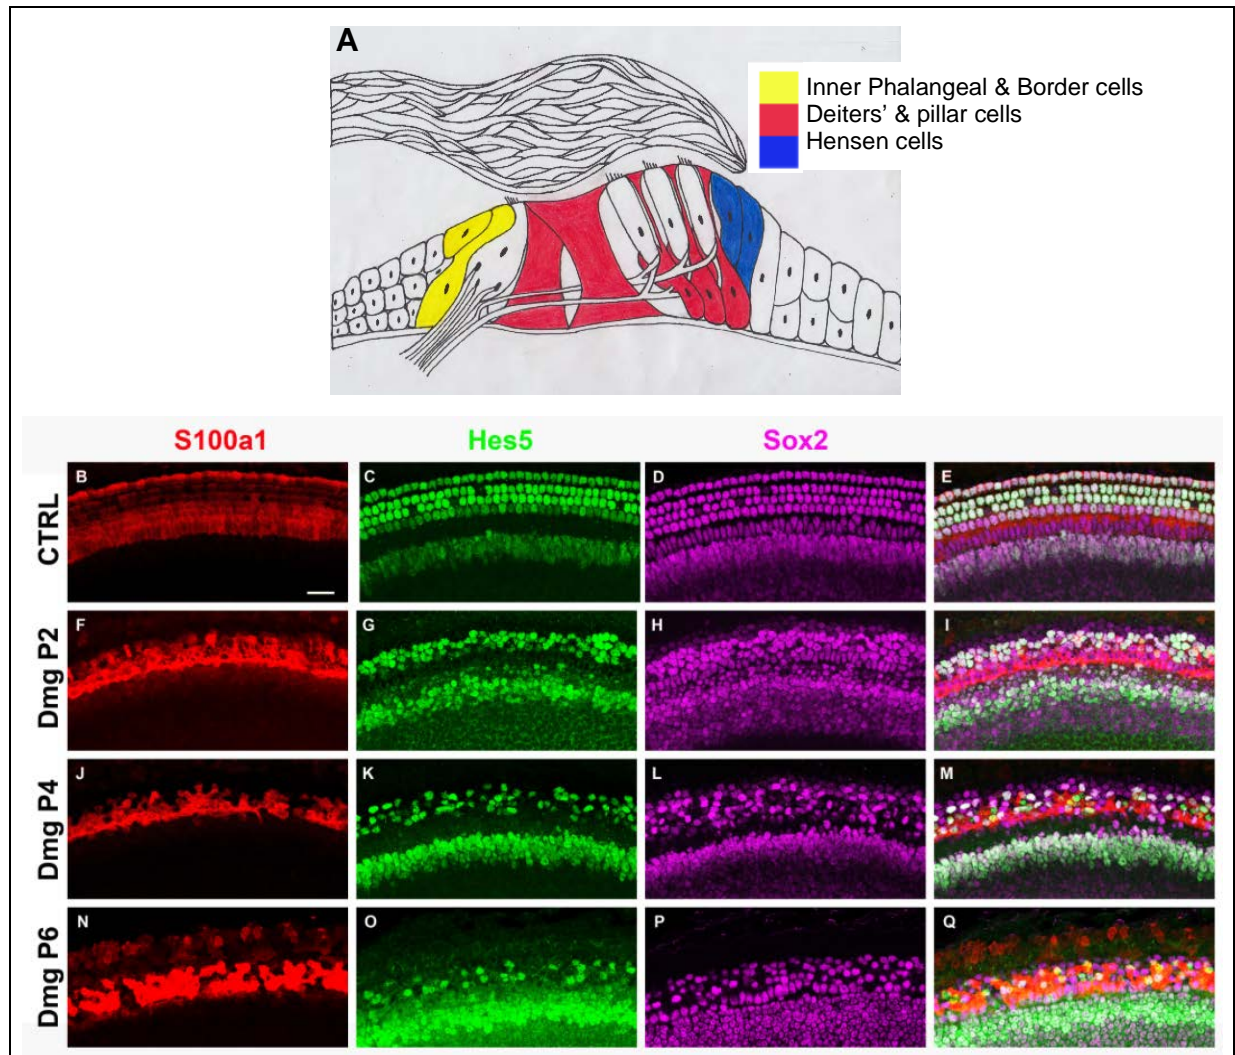 A
Inner Phalangeal & Border cells
Deiters’ & pillar cells
Hensen cells
S100a1 Hes5 Sox2
CTRL
B C D E
Dmg P2
F G H I
Dmg P4
J K L M
Dmg P6
N O P Q